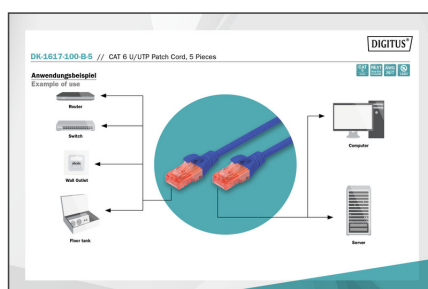 DIGITUS®
DK-1617-100-B-5 // CAT 6 U/UTP Patch Cord, 5 Pieces
Anwendungsbeispiel
Example of use
Router
Switch
Wall Outlet
Floor tank
Computer
Server